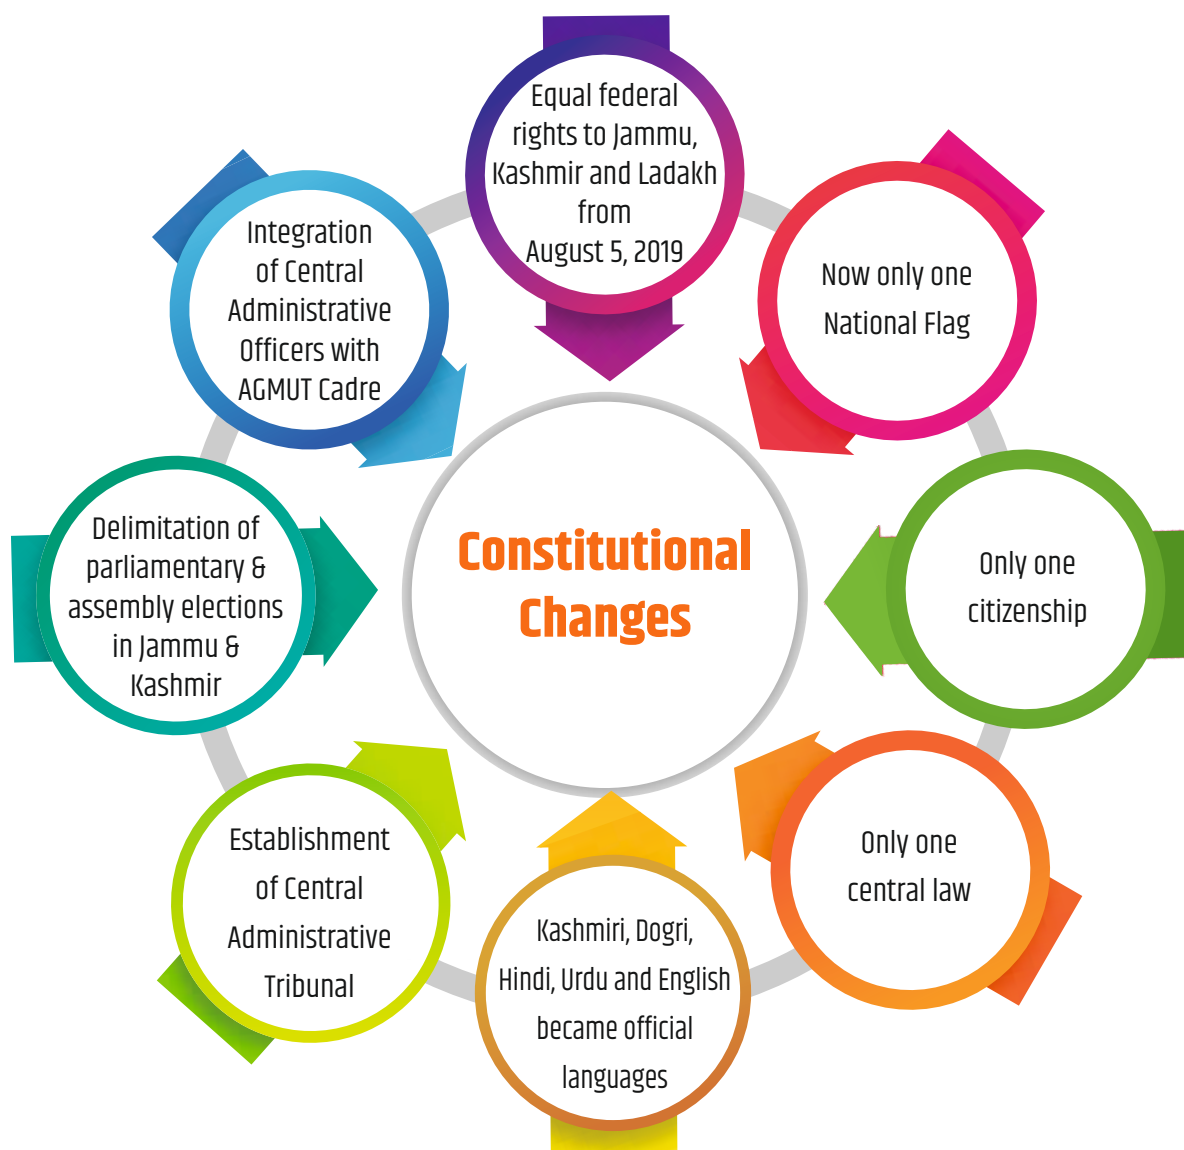 Equal federal
rights to Jammu,
Kashmir and Ladakh
from
August 5, 2019
Now only one
National Flag
Only one
citizenship
Only one
central law
Kashmiri, Dogri,
Hindi, Urdu and English
became official
languages
Establishment
of Central
Administrative
Tribunal
Delimitation of
parliamentary &
assembly elections
in Jammu &
Kashmir
Integration
of Central
Administrative
Officers with
AGMUT Cadre
Constitutional
Changes